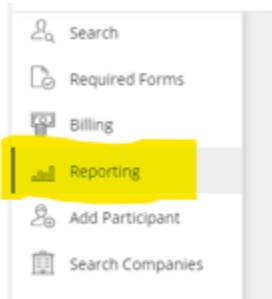 Search
Required Forms
Billing
Reporting
Add Participant
Search Companies